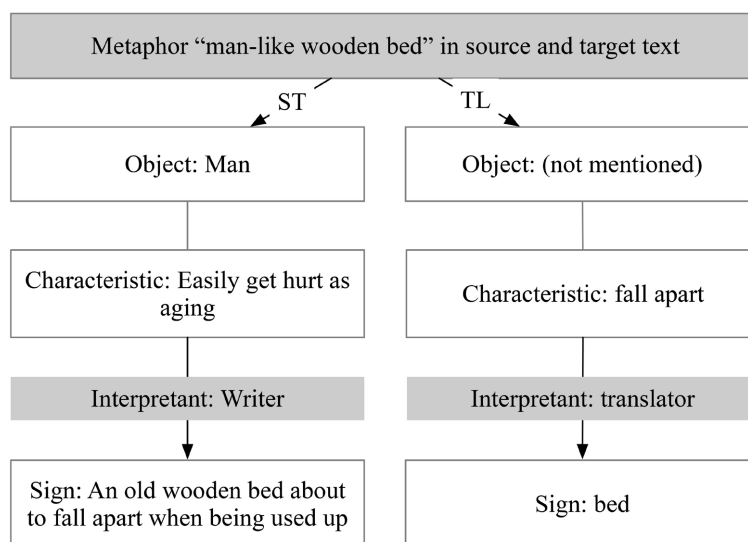 Metaphor “man-like wooden bed” in source and target text
ST
TL
Object: Man
Object: (not mentioned)
Characteristic: Easily get hurt as
aging
Characteristic: fall apart
Interpretant: Writer
Interpretant: translator
Sign: An old wooden bed about
to fall apart when being used up
Sign: bed